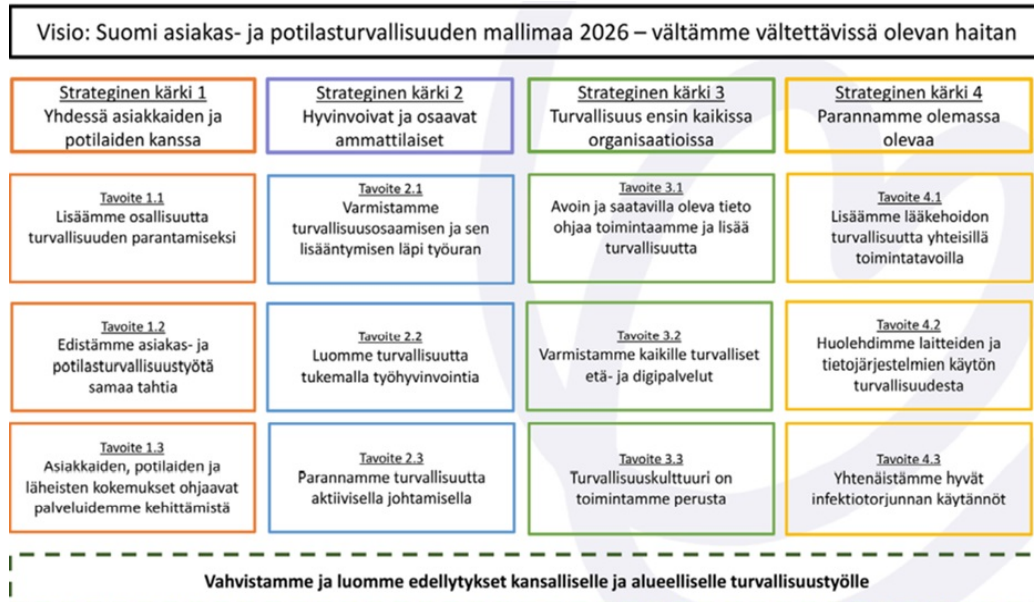 Visio: Suomi asiakas- ja potilasturvallisuuden mallimaa 2026 – vältämme vältettävissä olevan haitan
Strateginen kärki 1
Yhdessä asiakkaiden ja
potilaiden kanssa
Strateginen kärki 2
Hyvinvoivat ja osaavat
ammattilaiset
Strateginen kärki 3
Turvallisuus ensin kaikissa
organisaatioissa
Strateginen kärki 4
Parannamme olemassa
olevaa
Tavoite 1.1
Lisäämme osallisuutta
turvallisuuden parantamiseksi
Tavoite 2.1
Varmistamme
turvallisuusosaamisen ja sen
lisääntymisen läpi työuran
Tavoite 3.1
Avoin ja saatavilla oleva tieto
ohjaa toimintaamme ja lisää
turvallisuutta
Tavoite 4.1
Lisäämme lääkehoidon
turvallisuutta yhteisillä
toimintatavoilla
Tavoite 1.2
Edistämme asiakas- ja
potilasturvallisuustyötä
samaa tahtia
Tavoite 2.2
Luomme turvallisuutta
tukemalla työhyvinvointia
Tavoite 3.2
Varmistamme kaikille turvalliset
etä- ja digipalvelut
Tavoite 4.2
Huolehdimme laitteiden ja
tietojärjestelmien käytön
turvallisuudesta
Tavoite 1.3
Asiakkaiden, potilaiden ja
läheisten kokemukset ohjaavat
palveluidemme kehittämistä
Tavoite 2.3
Parannamme turvallisuutta
aktiivisella johtamisella
Tavoite 3.3
Turvallisuuskulttuuri on
toimintamme perusta
Tavoite 4.3
Yhtenäistämme hyvät
infektiotorjunnan käytännöt
Vahvistamme ja luomme edellytykset kansalliselle ja alueelliselle turvallisuustyölle